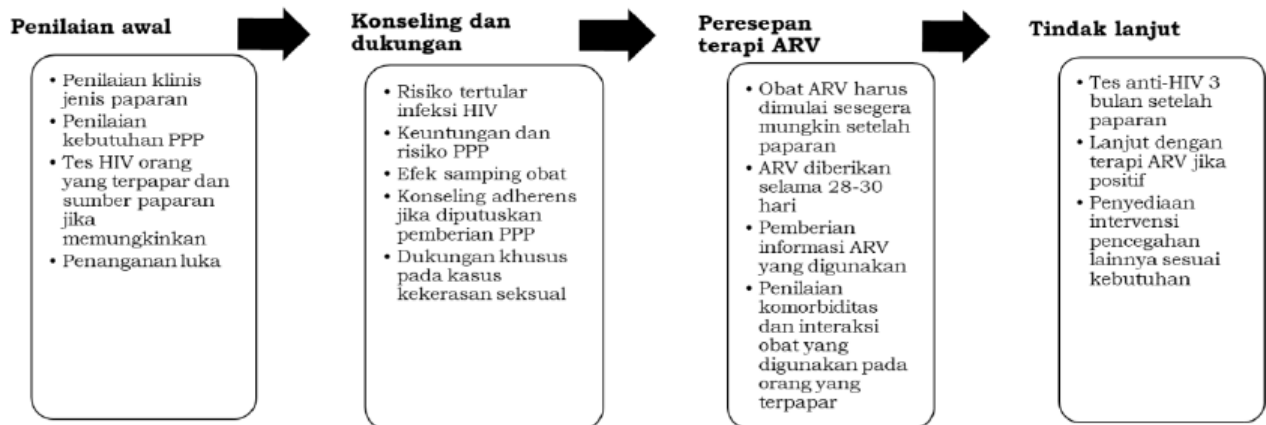 Penilaian awal
• Penilaian klinis
jenis paparan
• Penilaian
kebutuhan PPP
• Tes HIV orang
yang terpapar dan
sumber paparan
jika
memungkinkan
• Penanganan luka
Konseling dan
dukungan
• Risiko tertular
infeksi HIV
• Keuntungan dan
risiko PPP
• Efek samping obat
• Konseling adherens
jika diputuskan
pemberian PPP
• Dukungan khusus
pada kasus
kekerasan seksual
Peresepan
terapi ARV
• Obat ARV harus
dimulai sesegera
mungkin setelah
paparan
• ARV diberikan
selama 28-30
hari
• Pemberian
informasi ARV
yang digunakan
• Penilaian
komorbiditas
dan interaksi
obat yang
digunakan pada
orang yang
terpapar
Tindak lanjut
• Tes anti-HIV 3
bulan setelah
paparan
• Lanjut dengan
terapi ARV jika
positif
• Penyediaan
intervensi
pencegahan
lainnya sesuai
kebutuhan